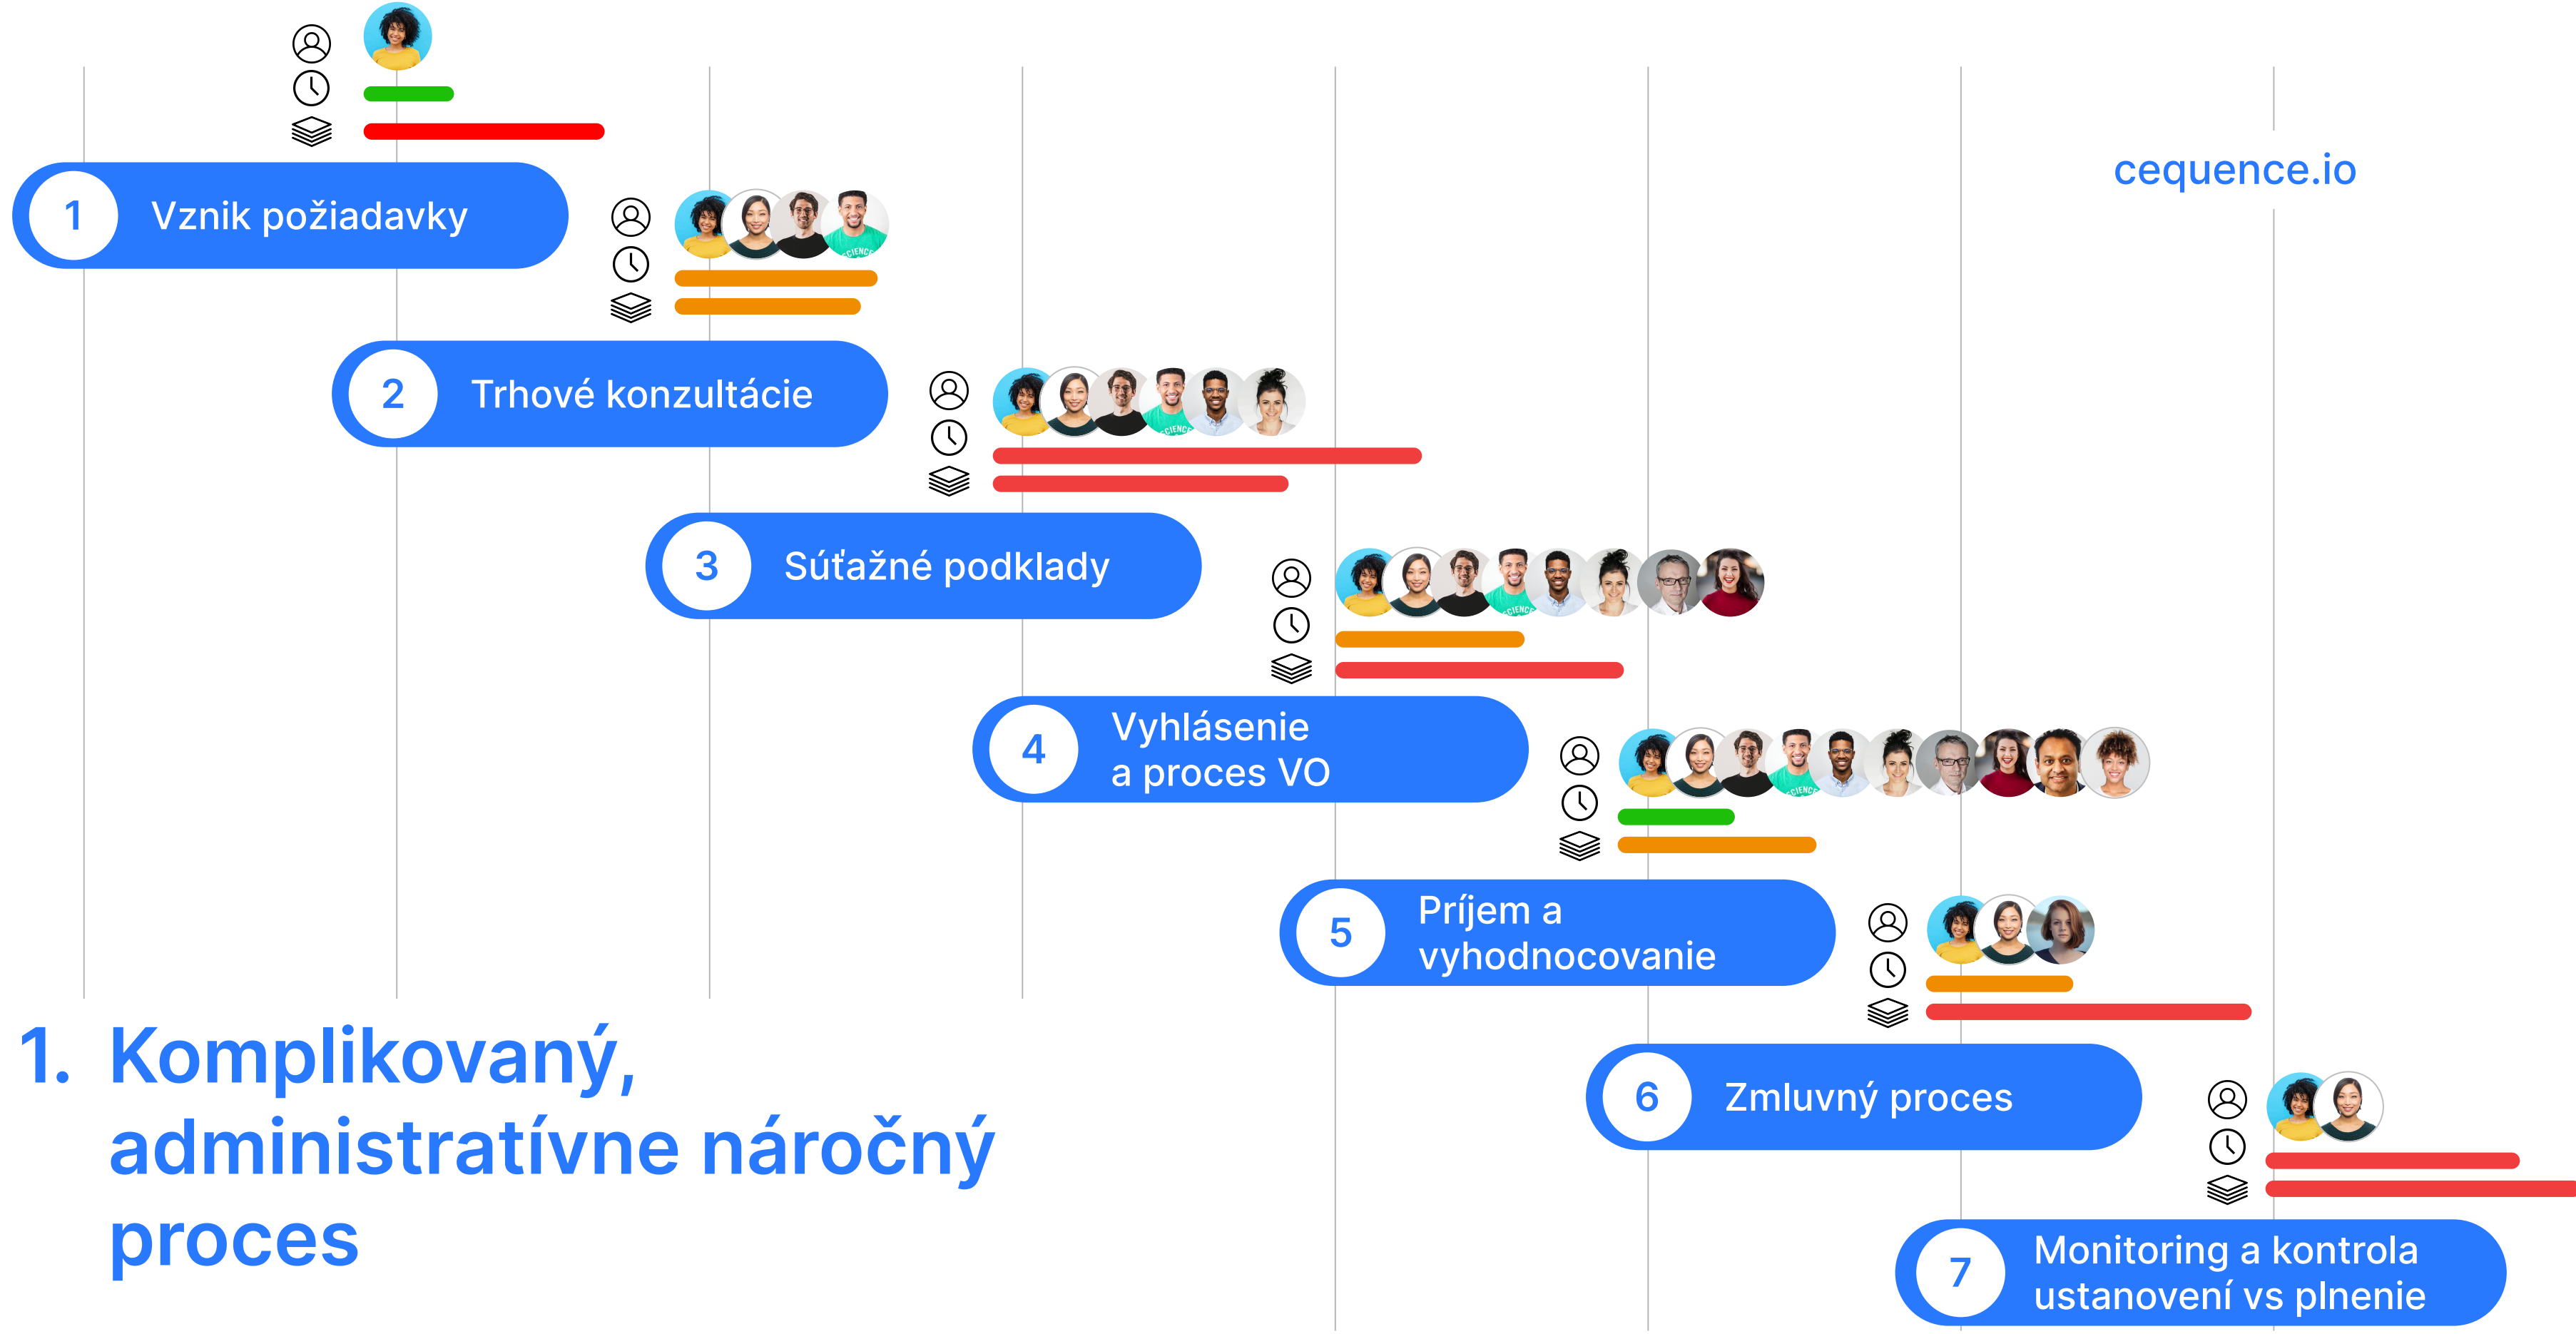 cequence.io
1 Vznik požiadavky
2 Trhové konzultácie
3 Súťažné podklady
4 Vyhlásenie
a proces VO
5 Príjem a
vyhodnocovanie
6 Zmluvný proces
7 Monitoring a kontrola
ustanovení vs plnenie
1. Komplikovaný,
administratívne náročný
proces